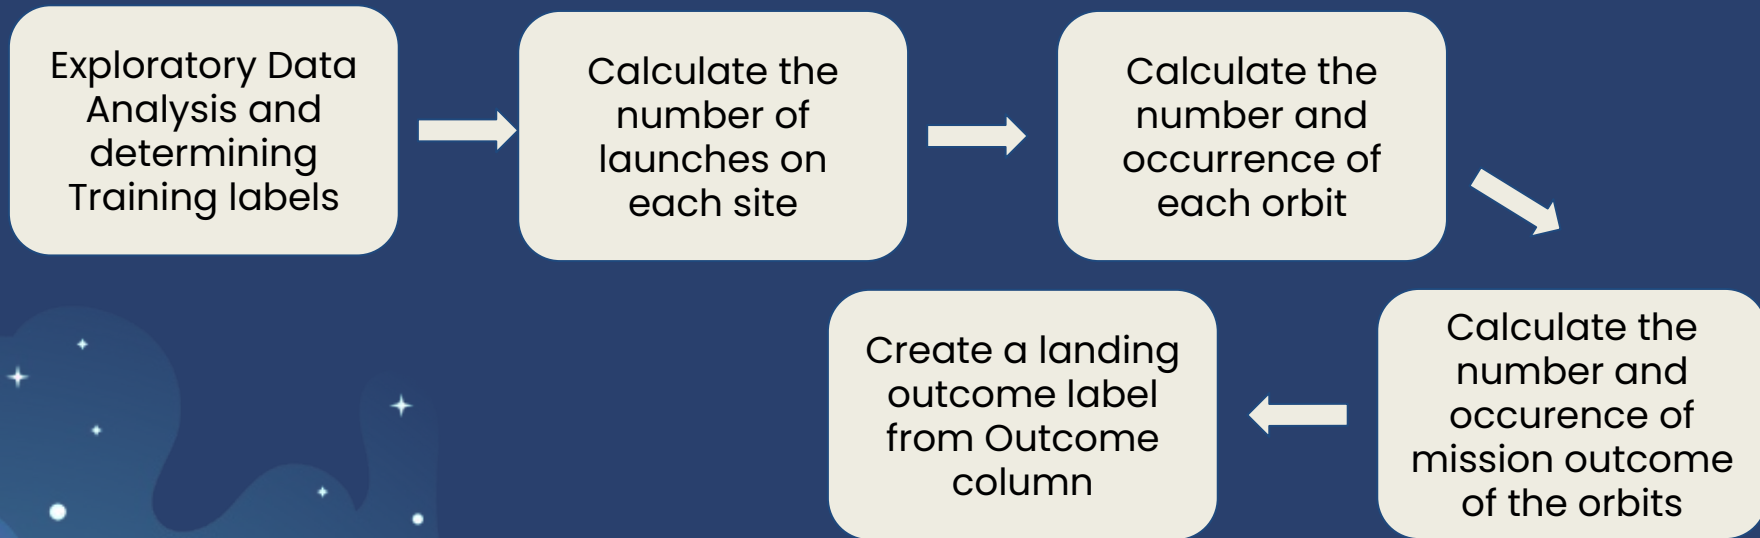 Exploratory Data
Analysis and
determining
Training labels
Calculate the
number of
launches on
each site
Calculate the
number and
occurrence of
each orbit
Calculate the
number and
occurence of
mission outcome
of the orbits
Create a landing
outcome label
from Outcome
column